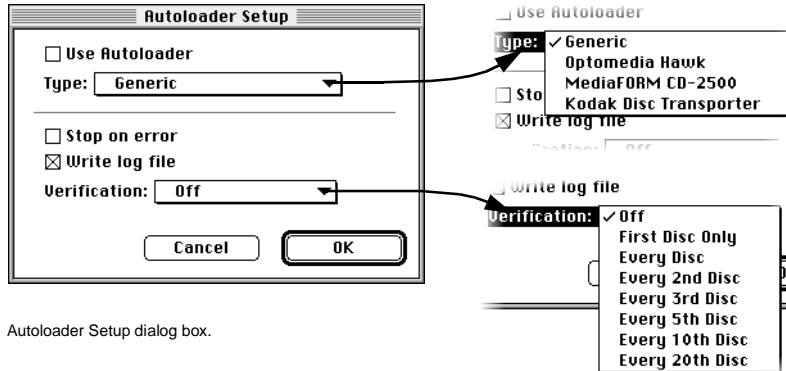 Autoloader Setup
Use Autoloader
Type: Generic
Stop on error
Write log file
Verification: Off
Cancel OK
Autoloader Setup dialog box.
Use Autoloader
Type: Generic
Optomedia Hawk
MediaFORM CD-2500
Kodak Disc Transporter
Sto
Write log file
Off
Write log file
Verification: Off
First Disc Only
Every Disc
Every 2nd Disc
Every 3rd Disc
Every 5th Disc
Every 10th Disc
Every 20th Disc